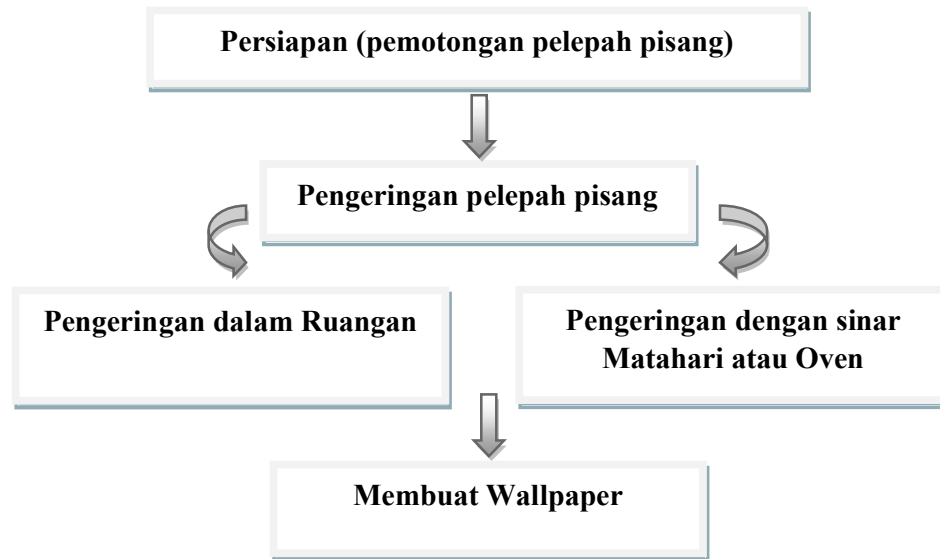 Persiapan (pemotongan pelepah pisang)
Pengeringan pelepah pisang
Pengeringan dalam Ruangan
Pengeringan dengan sinar
Matahari atau Oven
Membuat Wallpaper